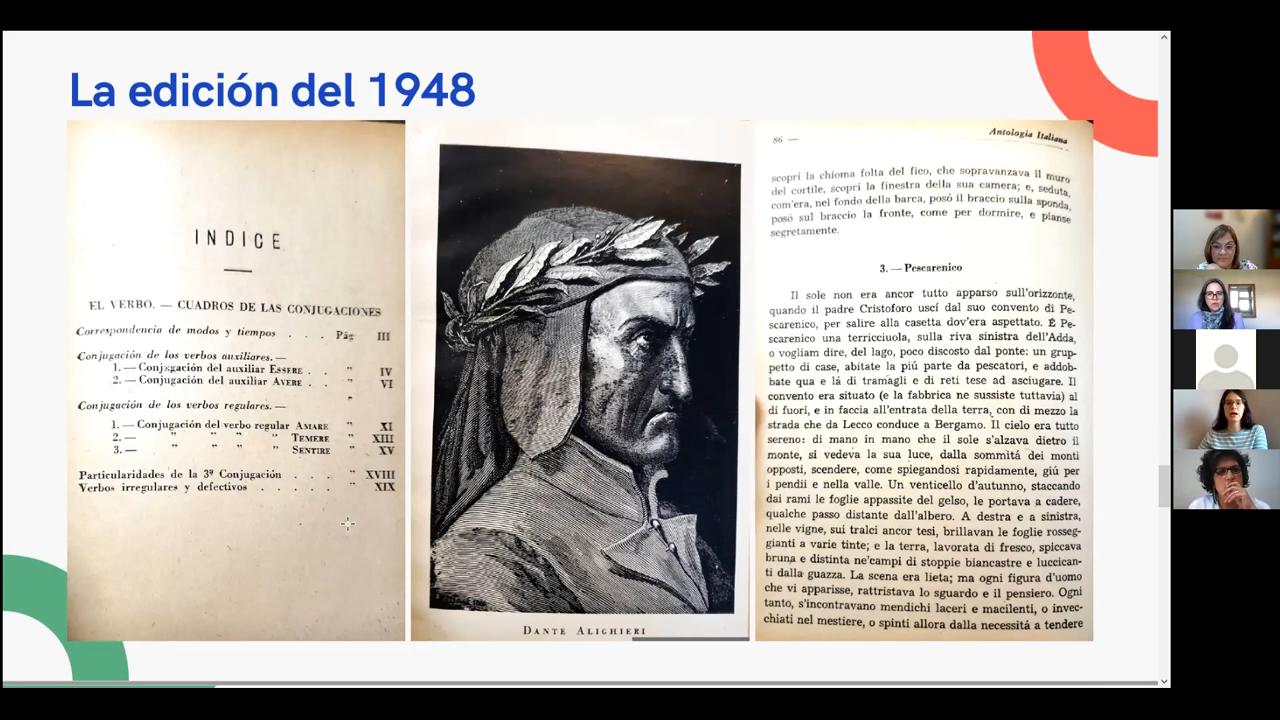 La edición del 1948
INDICE
EL VERBO. — CUADROS DE LAS CONJUGACIONES
Correspondencia de modos y tiempos . . . Pág III
Conjugación de los verbos auxiliares. —
1. — Conjugación del auxiliar ESSERE . . " IV
2. — Conjugación del auxiliar AVERE . . " VI
Conjugación de los verbos regulares. — "
1. — Conjugación del verbo regular AMARE " XI
2. — " " " " TEMERE " XIII
3. — " " " " SENTIRE " XV
Particularidades de la 3ª Conjugación . . . " XVIII
Verbos irregulares y defectivos . . . . . " XIX
DANTE ALIGHIERI
86 — Antologia Italiana
scoprí la chioma folta del fico, che sopravanzava il muro
del cortile, scoprí la finestra della sua camera; e, seduta,
com'era, nel fondo della barca, posó il braccio sulla sponda,
posó sul braccio la fronte, come per dormire, e pianse
segretamente.
3. — Pescarenico
Il sole non era ancor tutto apparso sull'orizzonte,
quando il padre Cristoforo uscí dal suo convento di Pe-
scarenico, per salire alla casetta dov'era aspettato. É Pe-
scarenico una terricciuola, sulla riva sinistra dell'Adda,
o vogliam dire, del lago, poco discosto dal ponte: un grup-
petto di case, abitate la piú parte da pescatori, e addob-
bate qua e lá di tramagli e di reti tese ad asciugare. Il
convento era situato (e la fabbrica ne sussiste tuttavia) al
di fuori, e in faccia all'entrata della terra, con di mezzo la
strada che da Lecco conduce a Bergamo. Il cielo era tutto
sereno: di mano in mano che il sole s'alzava dietro il
monte, si vedeva la sua luce, dalla sommitá dei monti
opposti, scendere, come spiegandosi rapidamente, giú per
i pendii e nella valle. Un venticello d'autunno, staccando
dai rami le foglie appassite del gelso, le portava a cadere,
qualche passo distante dall'albero. A destra e a sinistra,
nelle vigne, sui tralci ancor tesi, brillavan le foglie rosseg-
gianti a varie tinte; e la terra, lavorata di fresco, spiccava
bruna e distinta ne'campi di stoppie biancastre e luccican-
ti dalla guazza. La scena era lieta; ma ogni figura d'uomo
che vi apparisse, rattristava lo sguardo e il pensiero. Ogni
tanto, s'incontravano mendichi laceri e macilenti, o invec-
chiati nel mestiere, o spinti allora dalla necessitá a tendere